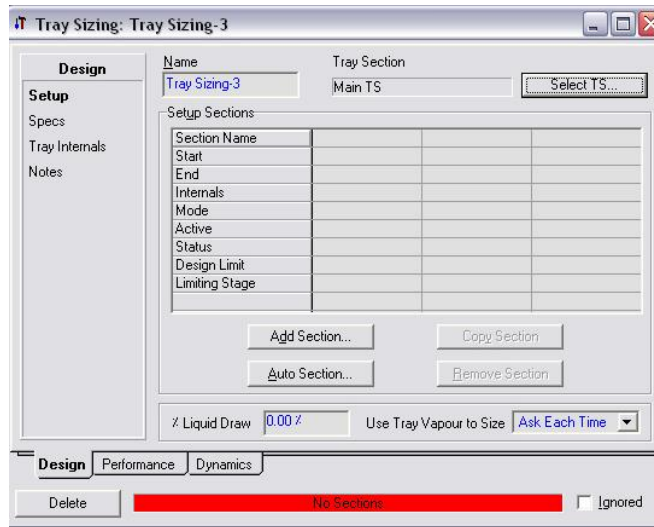 Tray Sizing: Tray Sizing-3
Design
Setup
Specs
Tray Internals
Notes
Name
Tray Sizing-3
Tray Section
Main TS
Select TS...
Setup Sections
Section Name
Start
End
Internals
Mode
Active
Status
Design Limit
Limiting Stage
Add Section...
Copy Section
Auto Section...
Remove Section
% Liquid Draw
0.00 %
Use Tray Vapour to Size
Ask Each Time
Design
Performance
Dynamics
Delete
No Sections
Ignored